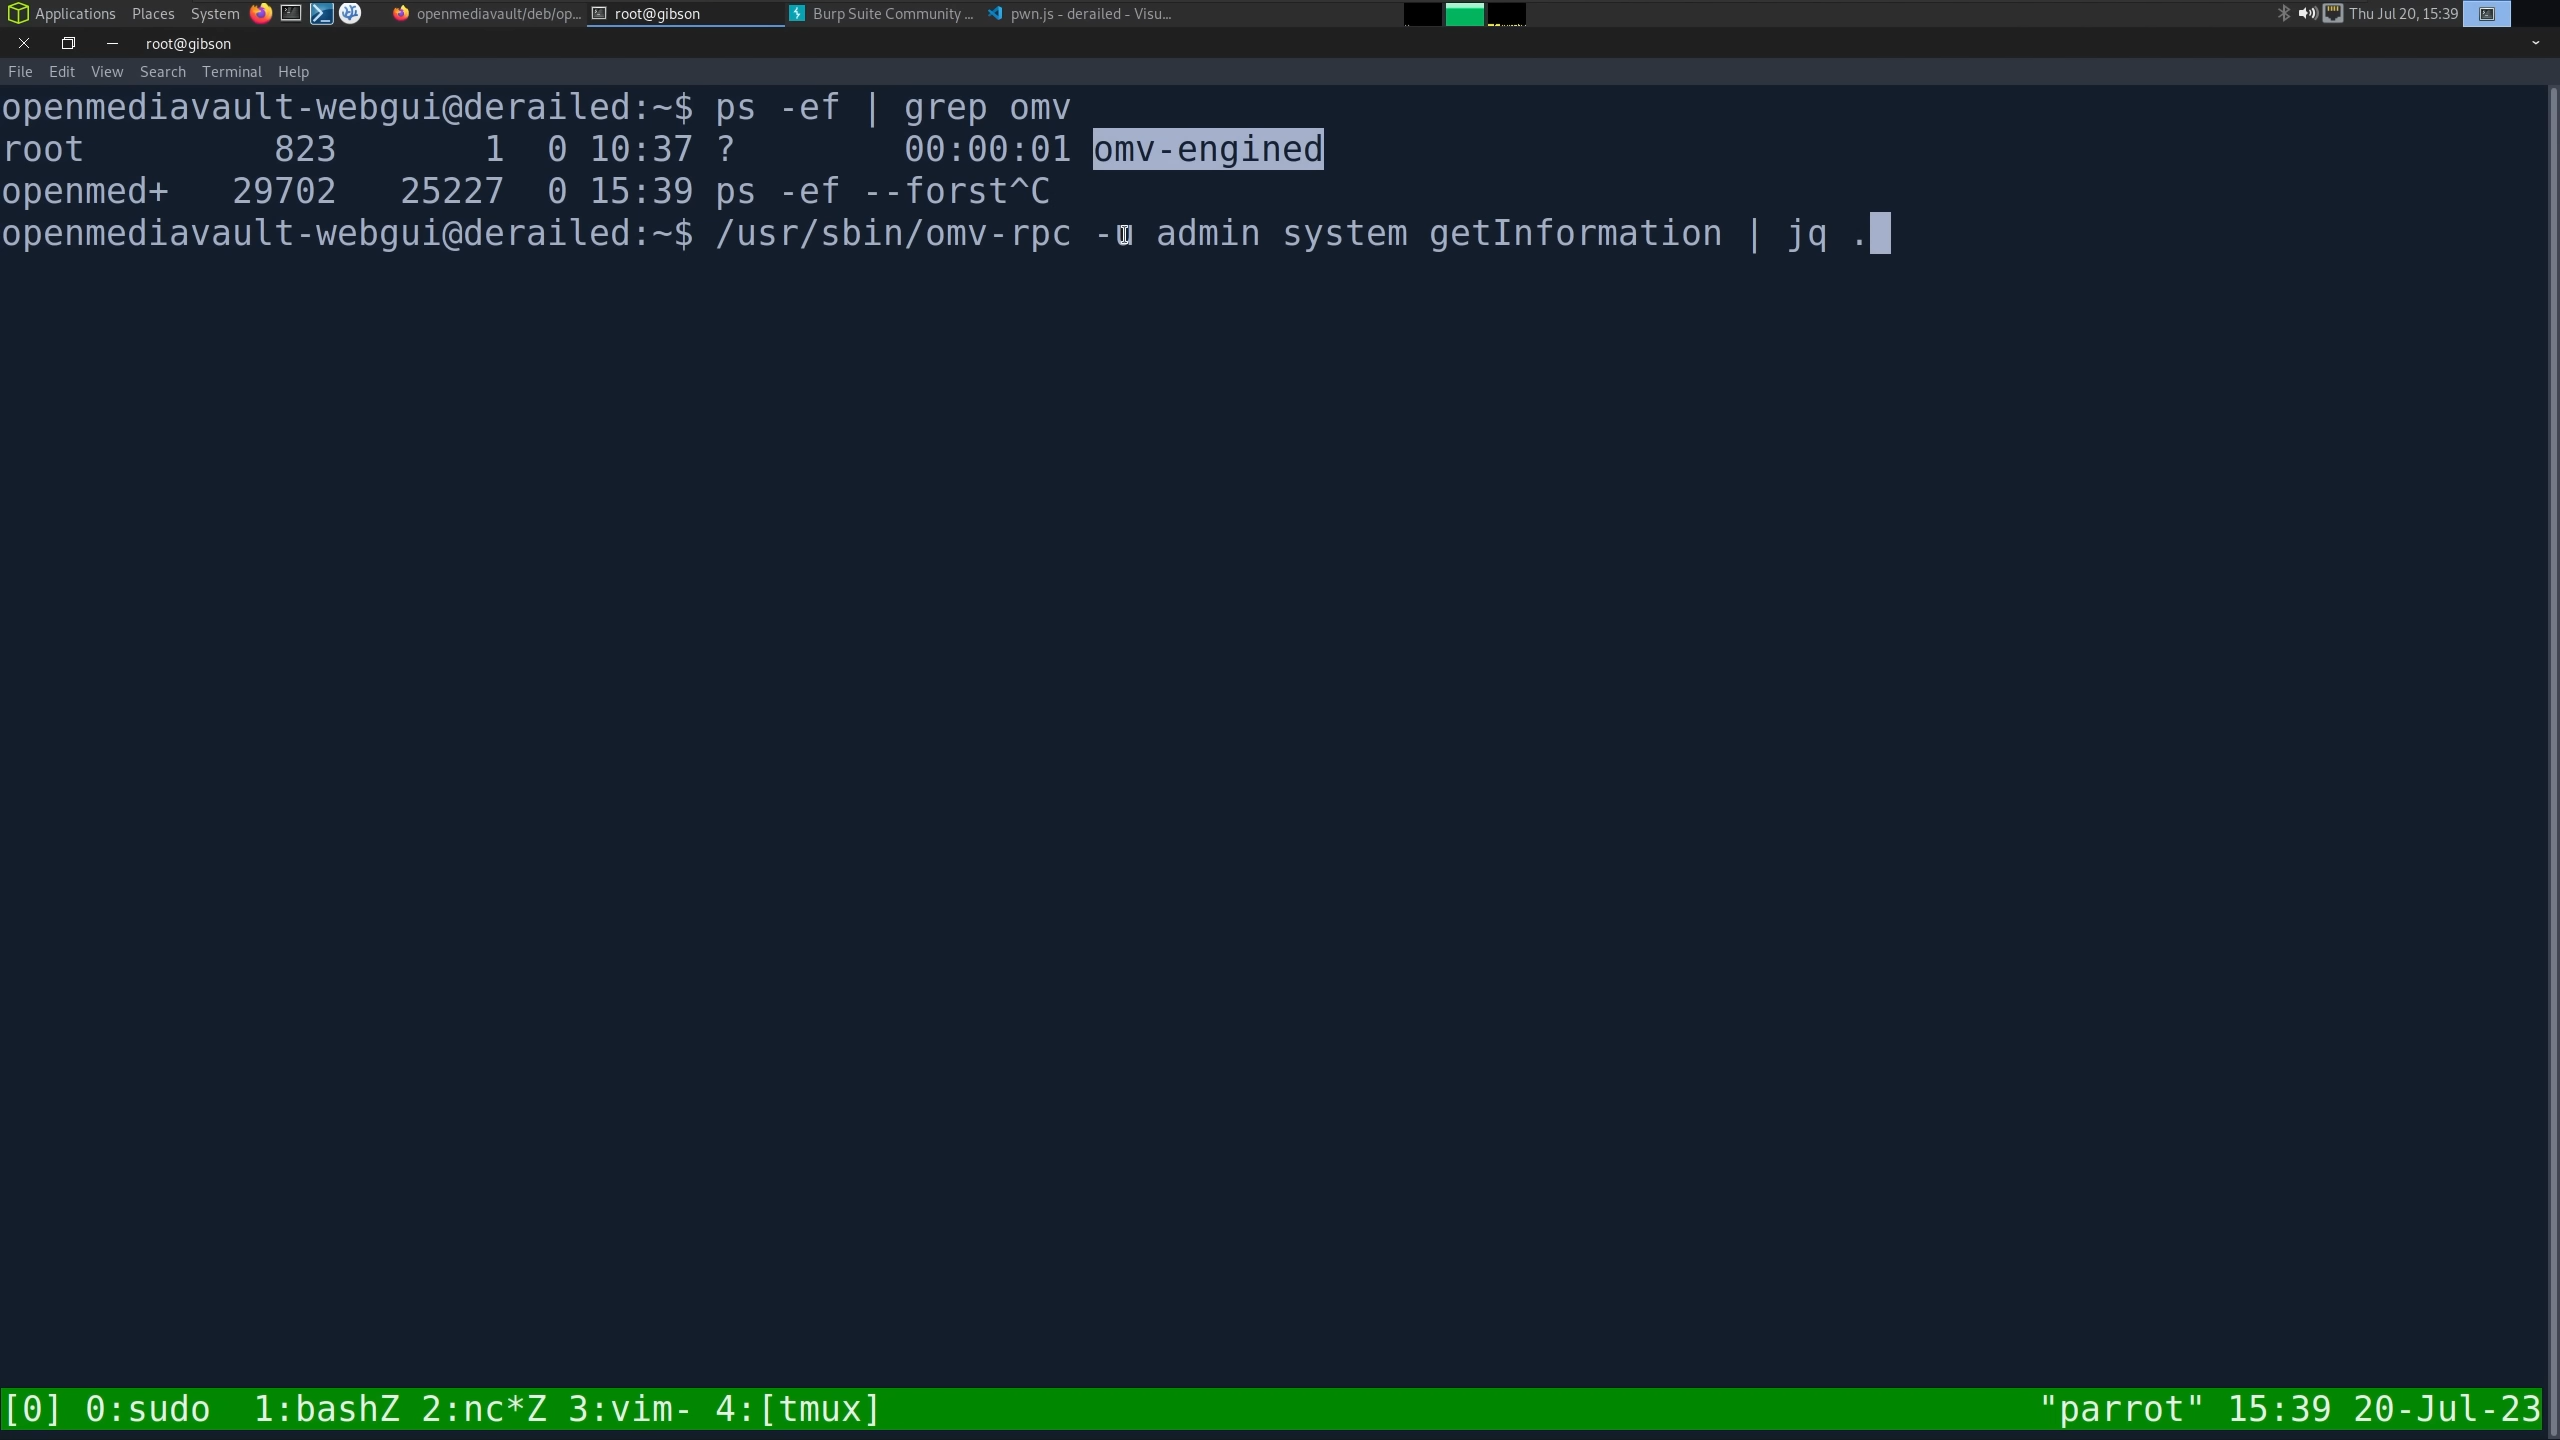 Applications Places System openmediavault/deb/op... root@gibson Burp Suite Community ... pwn.js - derailed - Visu... Thu Jul 20, 15:39
root@gibson
File Edit View Search Terminal Help
openmediavault-webgui@derailed:~$ ps -ef | grep omv
root 823 1 0 10:37 ? 00:00:01 omv-engined
openmed+ 29702 25227 0 15:39 ps -ef --forst^C
openmediavault-webgui@derailed:~$ /usr/sbin/omv-rpc -u admin system getInformation | jq .
[0] 0:sudo 1:bashZ 2:nc*Z 3:vim- 4:[tmux] "parrot" 15:39 20-Jul-23